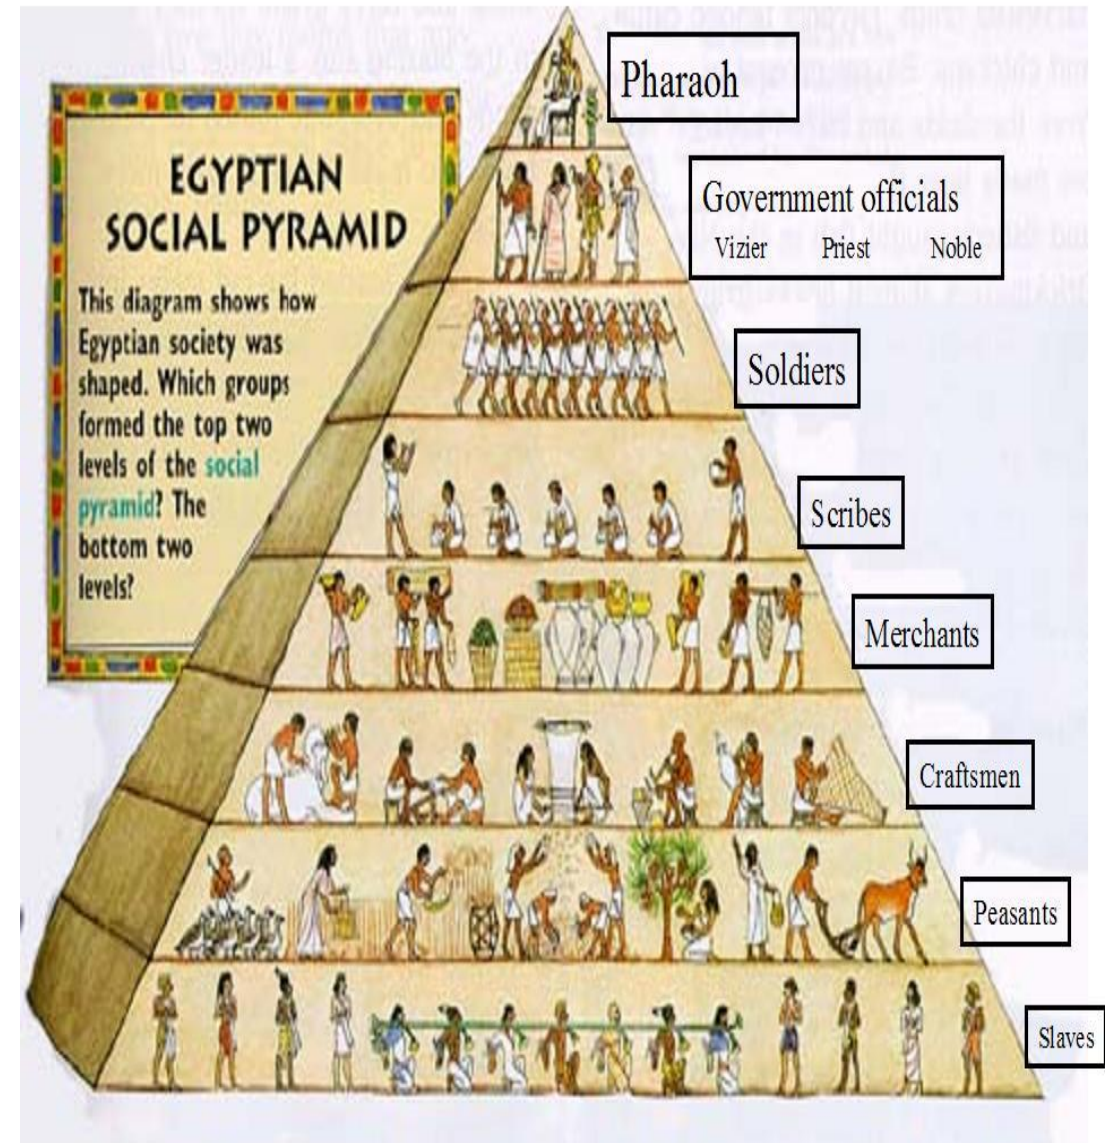 EGYPTIAN
SOCIAL PYRAMID
This diagram shows how
Egyptian society was
shaped. Which groups
formed the top two
levels of the social
pyramid? The
bottom two
levels?
Pharaoh
Government officials
Vizier Priest Noble
Soldiers
Scribes
Merchants
Craftsmen
Peasants
Slaves